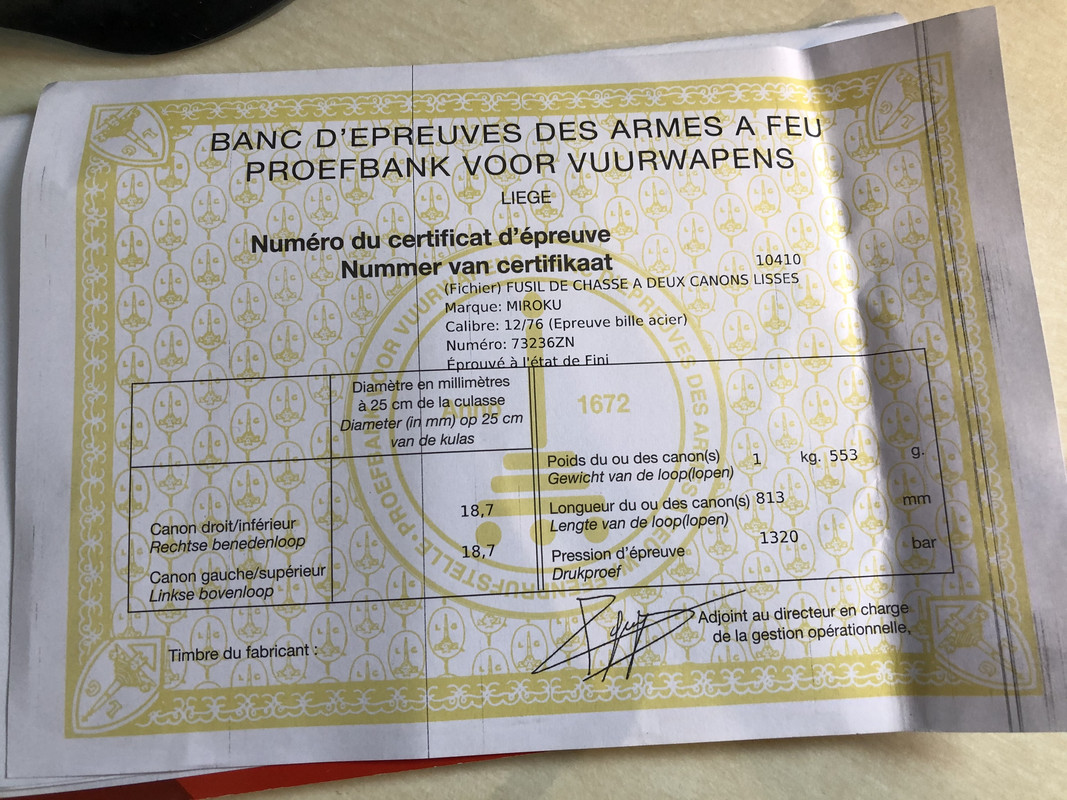 BANC D'EPREUVES DES ARMES A FEU
PROEFBANK VOOR VUURWAPENS
LIEGE
Numéro du certificat d'épreuve
Nummer van certifikaat 10410
(Fichier) FUSIL DE CHASSE A DEUX CANONS LISSES
Marque: MIROKU
Calibre: 12/76 (Epreuve bille acier)
Numéro: 73236ZN
Éprouvé à l'état de Fini
Diamètre en millimètres
à 25 cm de la culasse
Diameter (in mm) op 25 cm
van de kulas
Anno 1672
Canon droit/inférieur 18,7
Rechtse benedenloop
Canon gauche/supérieur 18,7
Linkse bovenloop
Poids du ou des canon(s) 1 kg. 553 g.
Gewicht van de loop(lopen)
Longueur du ou des canon(s) 813 mm
Lengte van de loop(lopen)
Pression d'épreuve 1320 bar
Drukproef
Timbre du fabricant :
Adjoint au directeur en charge
de la gestion opérationnelle,